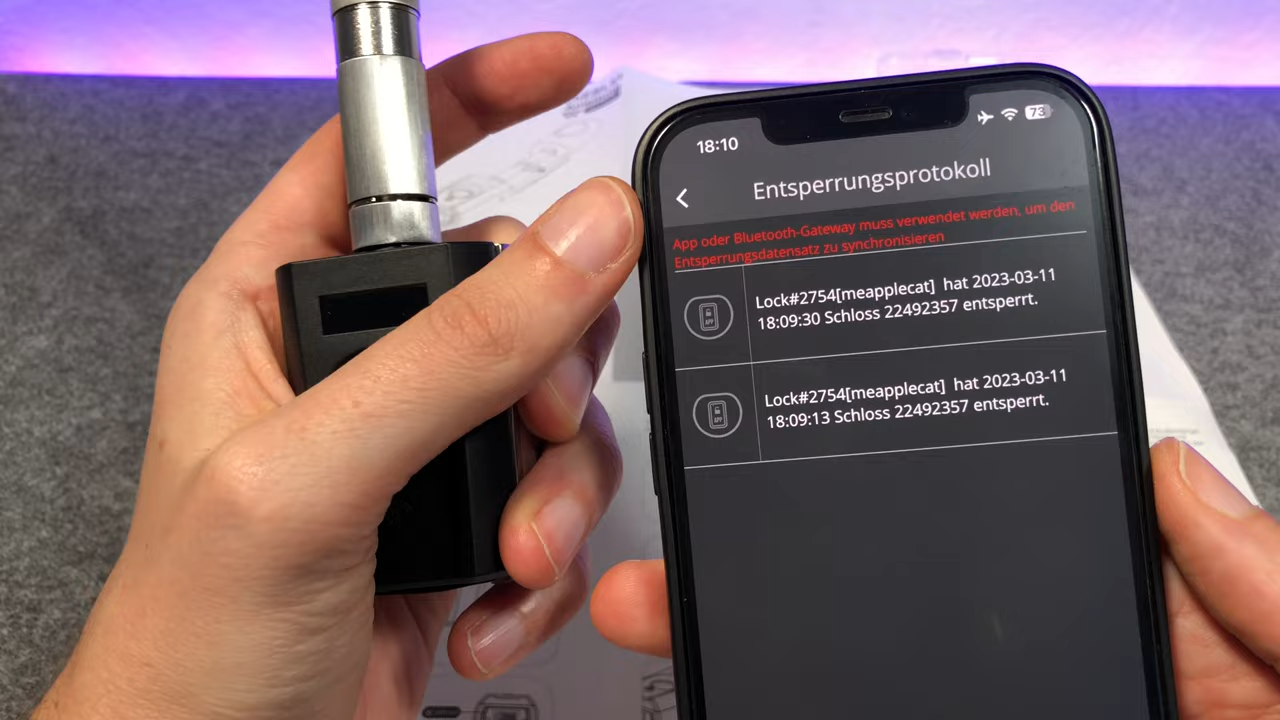 18:10
73
Entsperrungsprotokoll
App oder Bluetooth-Gateway muss verwendet werden, um den
Entsperrungsdatensatz zu synchronisieren
Lock#2754[meapplecat] hat 2023-03-11
18:09:30 Schloss 22492357 entsperrt.
APP
Lock#2754[meapplecat] hat 2023-03-11
18:09:13 Schloss 22492357 entsperrt.
APP